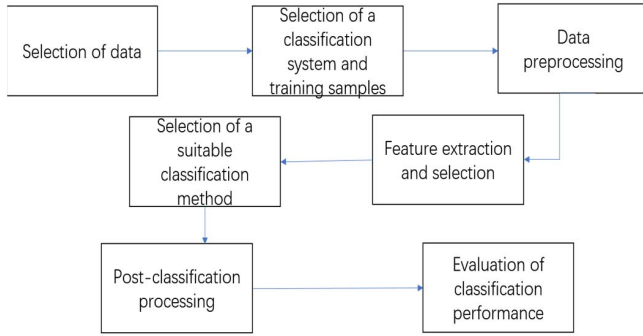 Selection of data
Selection of a
classification
system and
training samples
Data
preprocessing
Selection of a
suitable
classification
method
Feature extraction
and selection
Post-classification
processing
Evaluation of
classification
performance